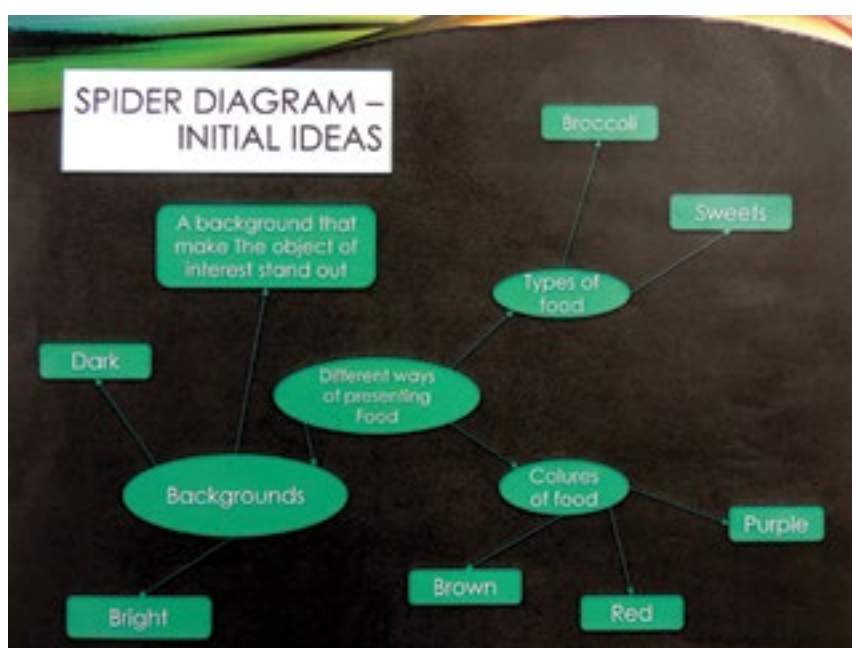 SPIDER DIAGRAM –
INITIAL IDEAS
Broccoli
Sweets
A background that
make The object of
interest stand out
Types of
food
Dark
Different ways
of presenting
Food
Backgrounds
Colures
of food
Purple
Brown
Red
Bright